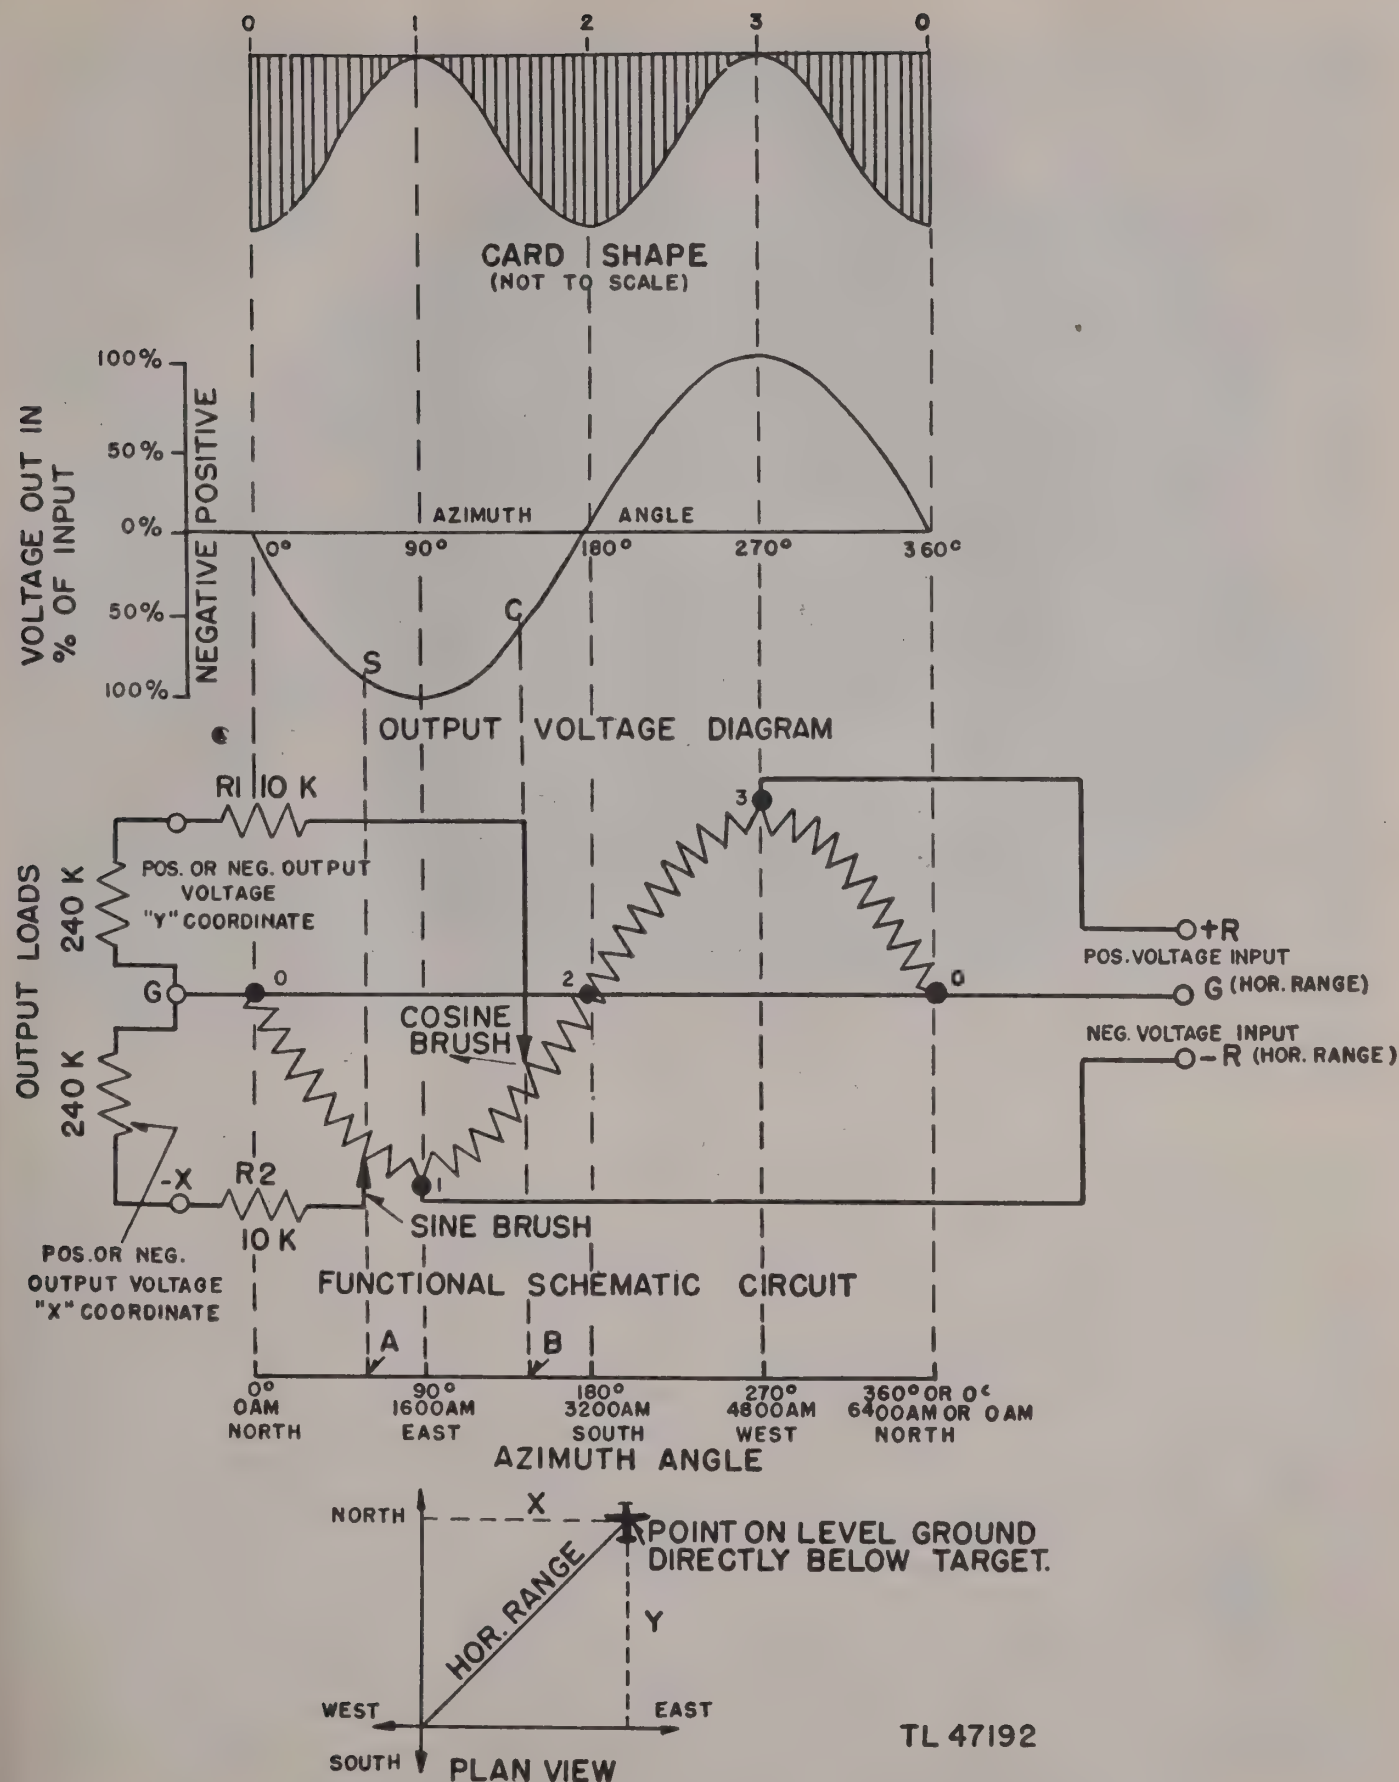 0 1 2 3 0
CARD SHAPE
(NOT TO SCALE)
VOLTAGE OUT IN
% OF INPUT
NEGATIVE POSITIVE
100%
50%
0%
50%
100%
AZIMUTH ANGLE
0° 90° 180° 270° 360°
S
C
OUTPUT VOLTAGE DIAGRAM
R1 10 K
3
POS. OR NEG. OUTPUT
VOLTAGE
"Y" COORDINATE
OUTPUT LOADS
240 K
240 K
G
0
2
0
+R
POS. VOLTAGE INPUT
G (HOR. RANGE)
NEG. VOLTAGE INPUT
-R (HOR. RANGE)
COSINE
BRUSH
-X
R2
10 K
1
SINE BRUSH
POS. OR NEG.
OUTPUT VOLTAGE
"X" COORDINATE
FUNCTIONAL SCHEMATIC CIRCUIT
A
B
0° 90° 180° 270° 360° OR 0°
0AM 1600AM 3200AM 4800AM 6400AM OR 0AM
NORTH EAST SOUTH WEST NORTH
AZIMUTH ANGLE
NORTH
X
POINT ON LEVEL GROUND
DIRECTLY BELOW TARGET.
HOR. RANGE
Y
WEST
EAST
SOUTH
PLAN VIEW
TL 47192